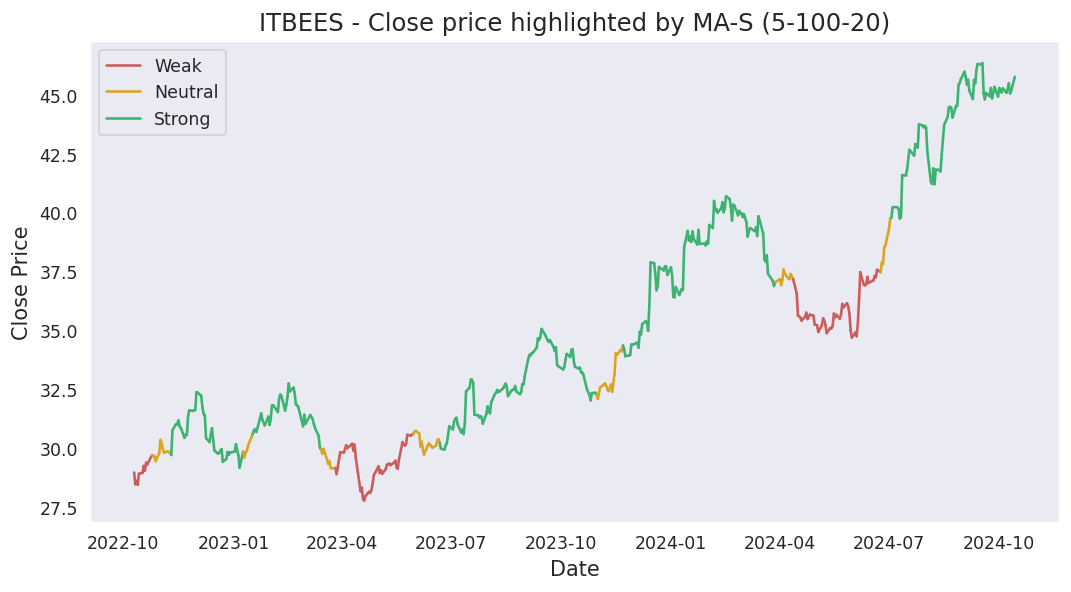 ITBEES - Close price highlighted by MA-S (5-100-20)
Weak
Neutral
Strong
Close Price
45.0
42.5
40.0
37.5
35.0
32.5
30.0
27.5
2022-10 2023-01 2023-04 2023-07 2023-10 2024-01 2024-04 2024-07 2024-10
Date